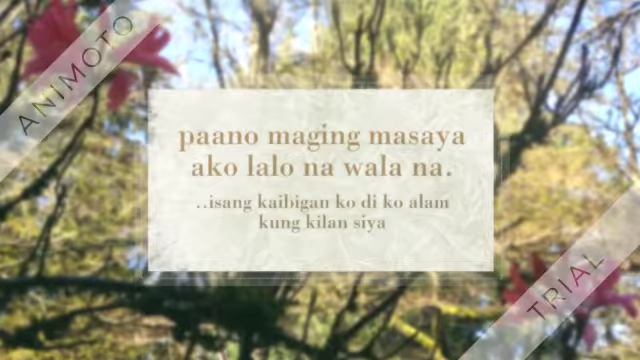 ANIMOTO
paano maging masaya
ako lalo na wala na.
..isang kaibigan ko di ko alam
kung kilan siya
TRIAL